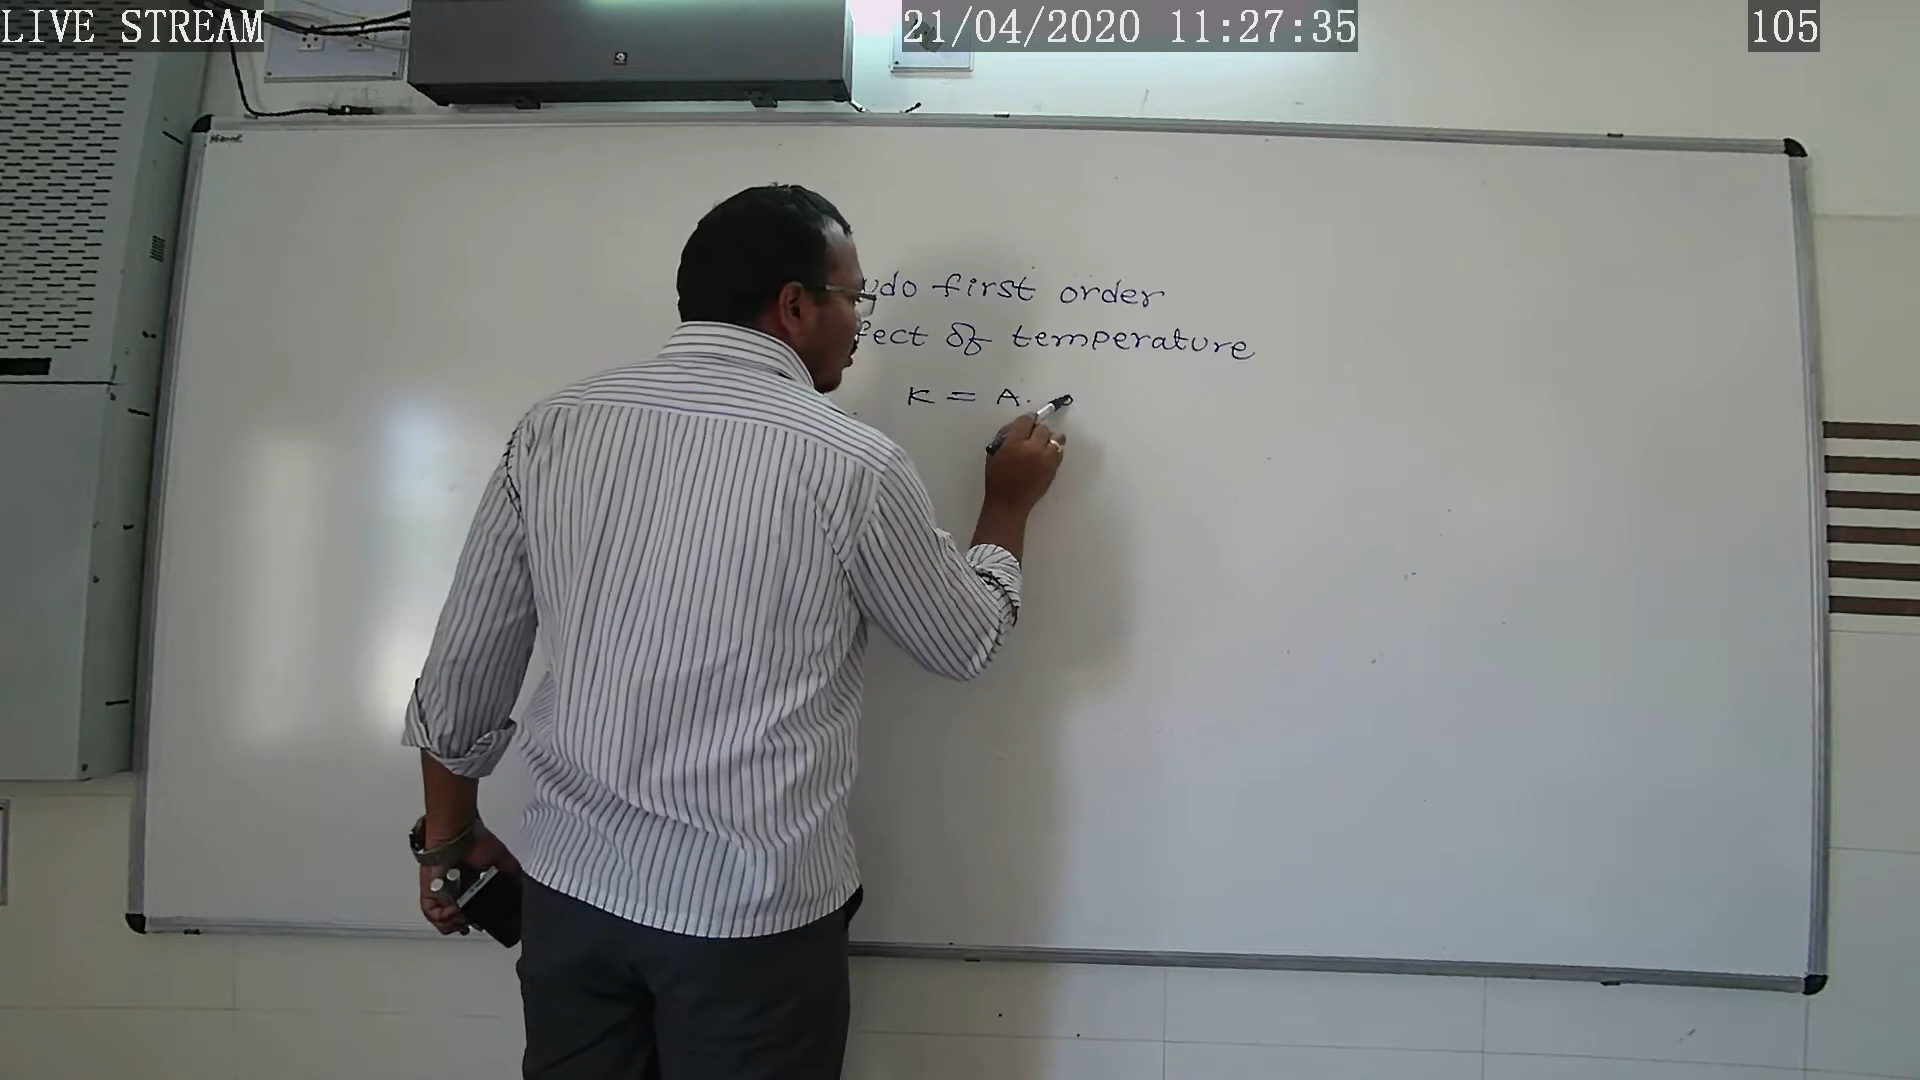 LIVE STREAM 21/04/2020 11:27:35 105
udo first order
fect of temperature
K = A.